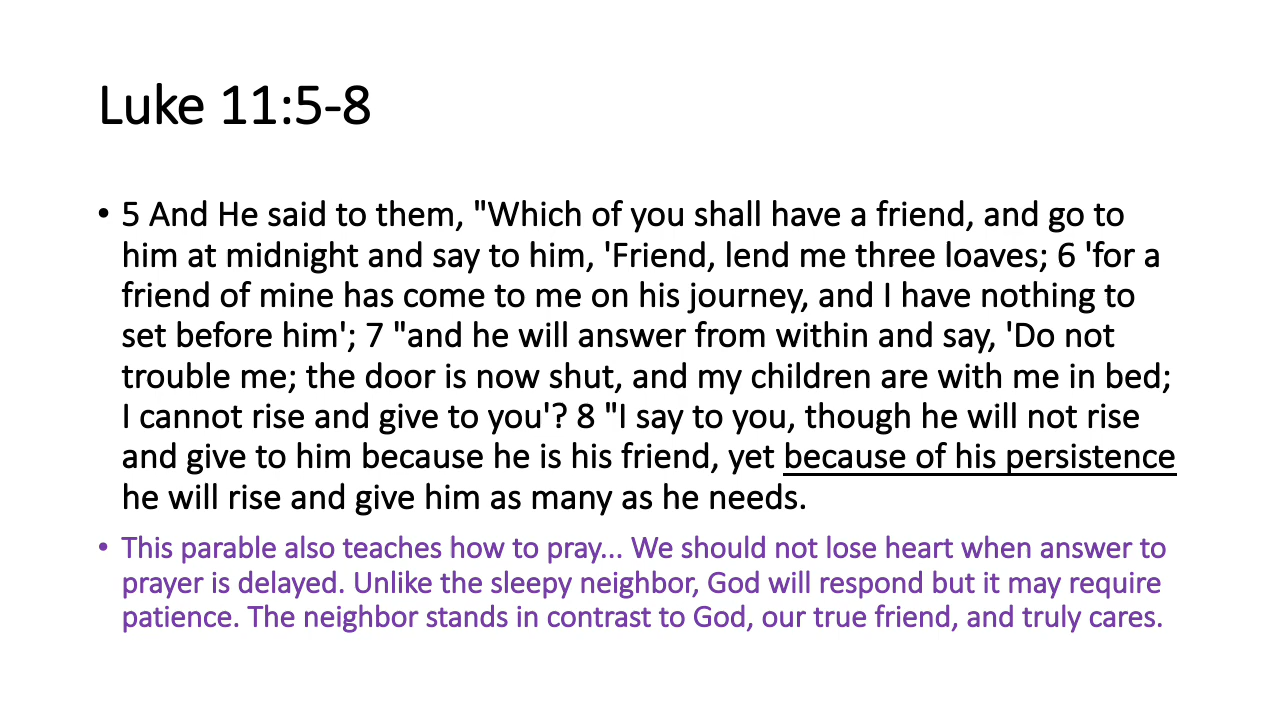 Luke 11:5-8
• 5 And He said to them, "Which of you shall have a friend, and go to
him at midnight and say to him, 'Friend, lend me three loaves; 6 'for a
friend of mine has come to me on his journey, and I have nothing to
set before him'; 7 "and he will answer from within and say, 'Do not
trouble me; the door is now shut, and my children are with me in bed;
I cannot rise and give to you'? 8 "I say to you, though he will not rise
and give to him because he is his friend, yet because of his persistence
he will rise and give him as many as he needs.
• This parable also teaches how to pray... We should not lose heart when answer to
prayer is delayed. Unlike the sleepy neighbor, God will respond but it may require
patience. The neighbor stands in contrast to God, our true friend, and truly cares.